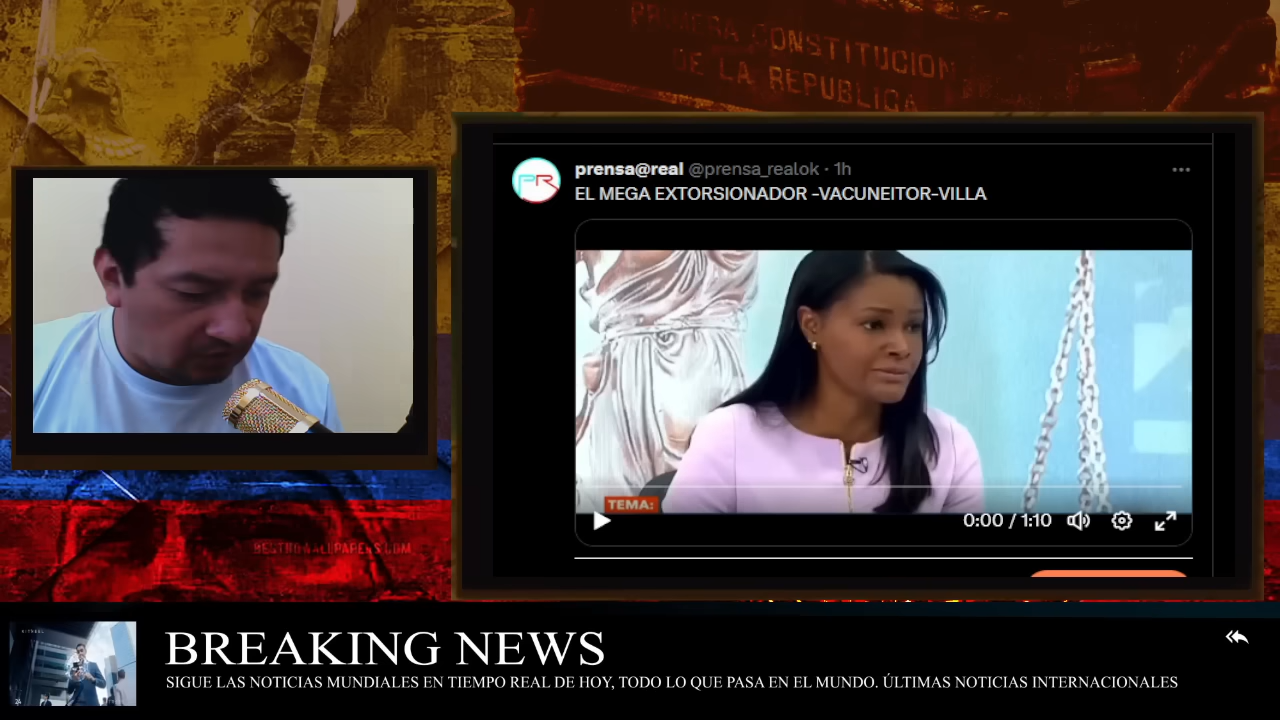 PRIMERA CONSTITUCION
DE LA REPUBLICA
PR
prensa@real @prensa_realok · 1h
EL MEGA EXTORSIONADOR -VACUNEITOR-VILLA
TEMA:
0:00 / 1:10
BREAKING NEWS
SIGUE LAS NOTICIAS MUNDIALES EN TIEMPO REAL DE HOY, TODO LO QUE PASA EN EL MUNDO. ÚLTIMAS NOTICIAS INTERNACIONALES